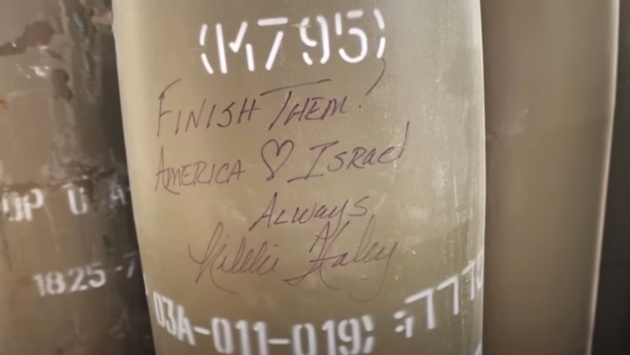 (M795)
FINISH THEM!
AMERICA ♡ ISRAEL
ALWAYS
Nikki Haley
1825-7
03A-011-019;